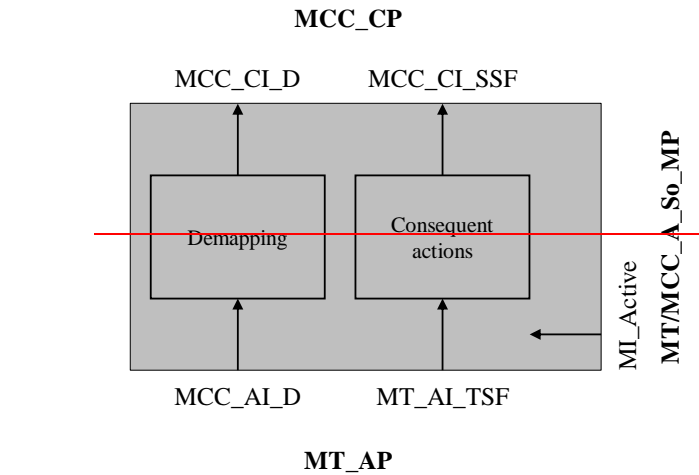 MCC_CP
MCC_CI_D MCC_CI_SSF
Demapping
Consequent
actions
MI_Active
MT/MCC_A_So_MP
MCC_AI_D MT_AI_TSF
MT_AP